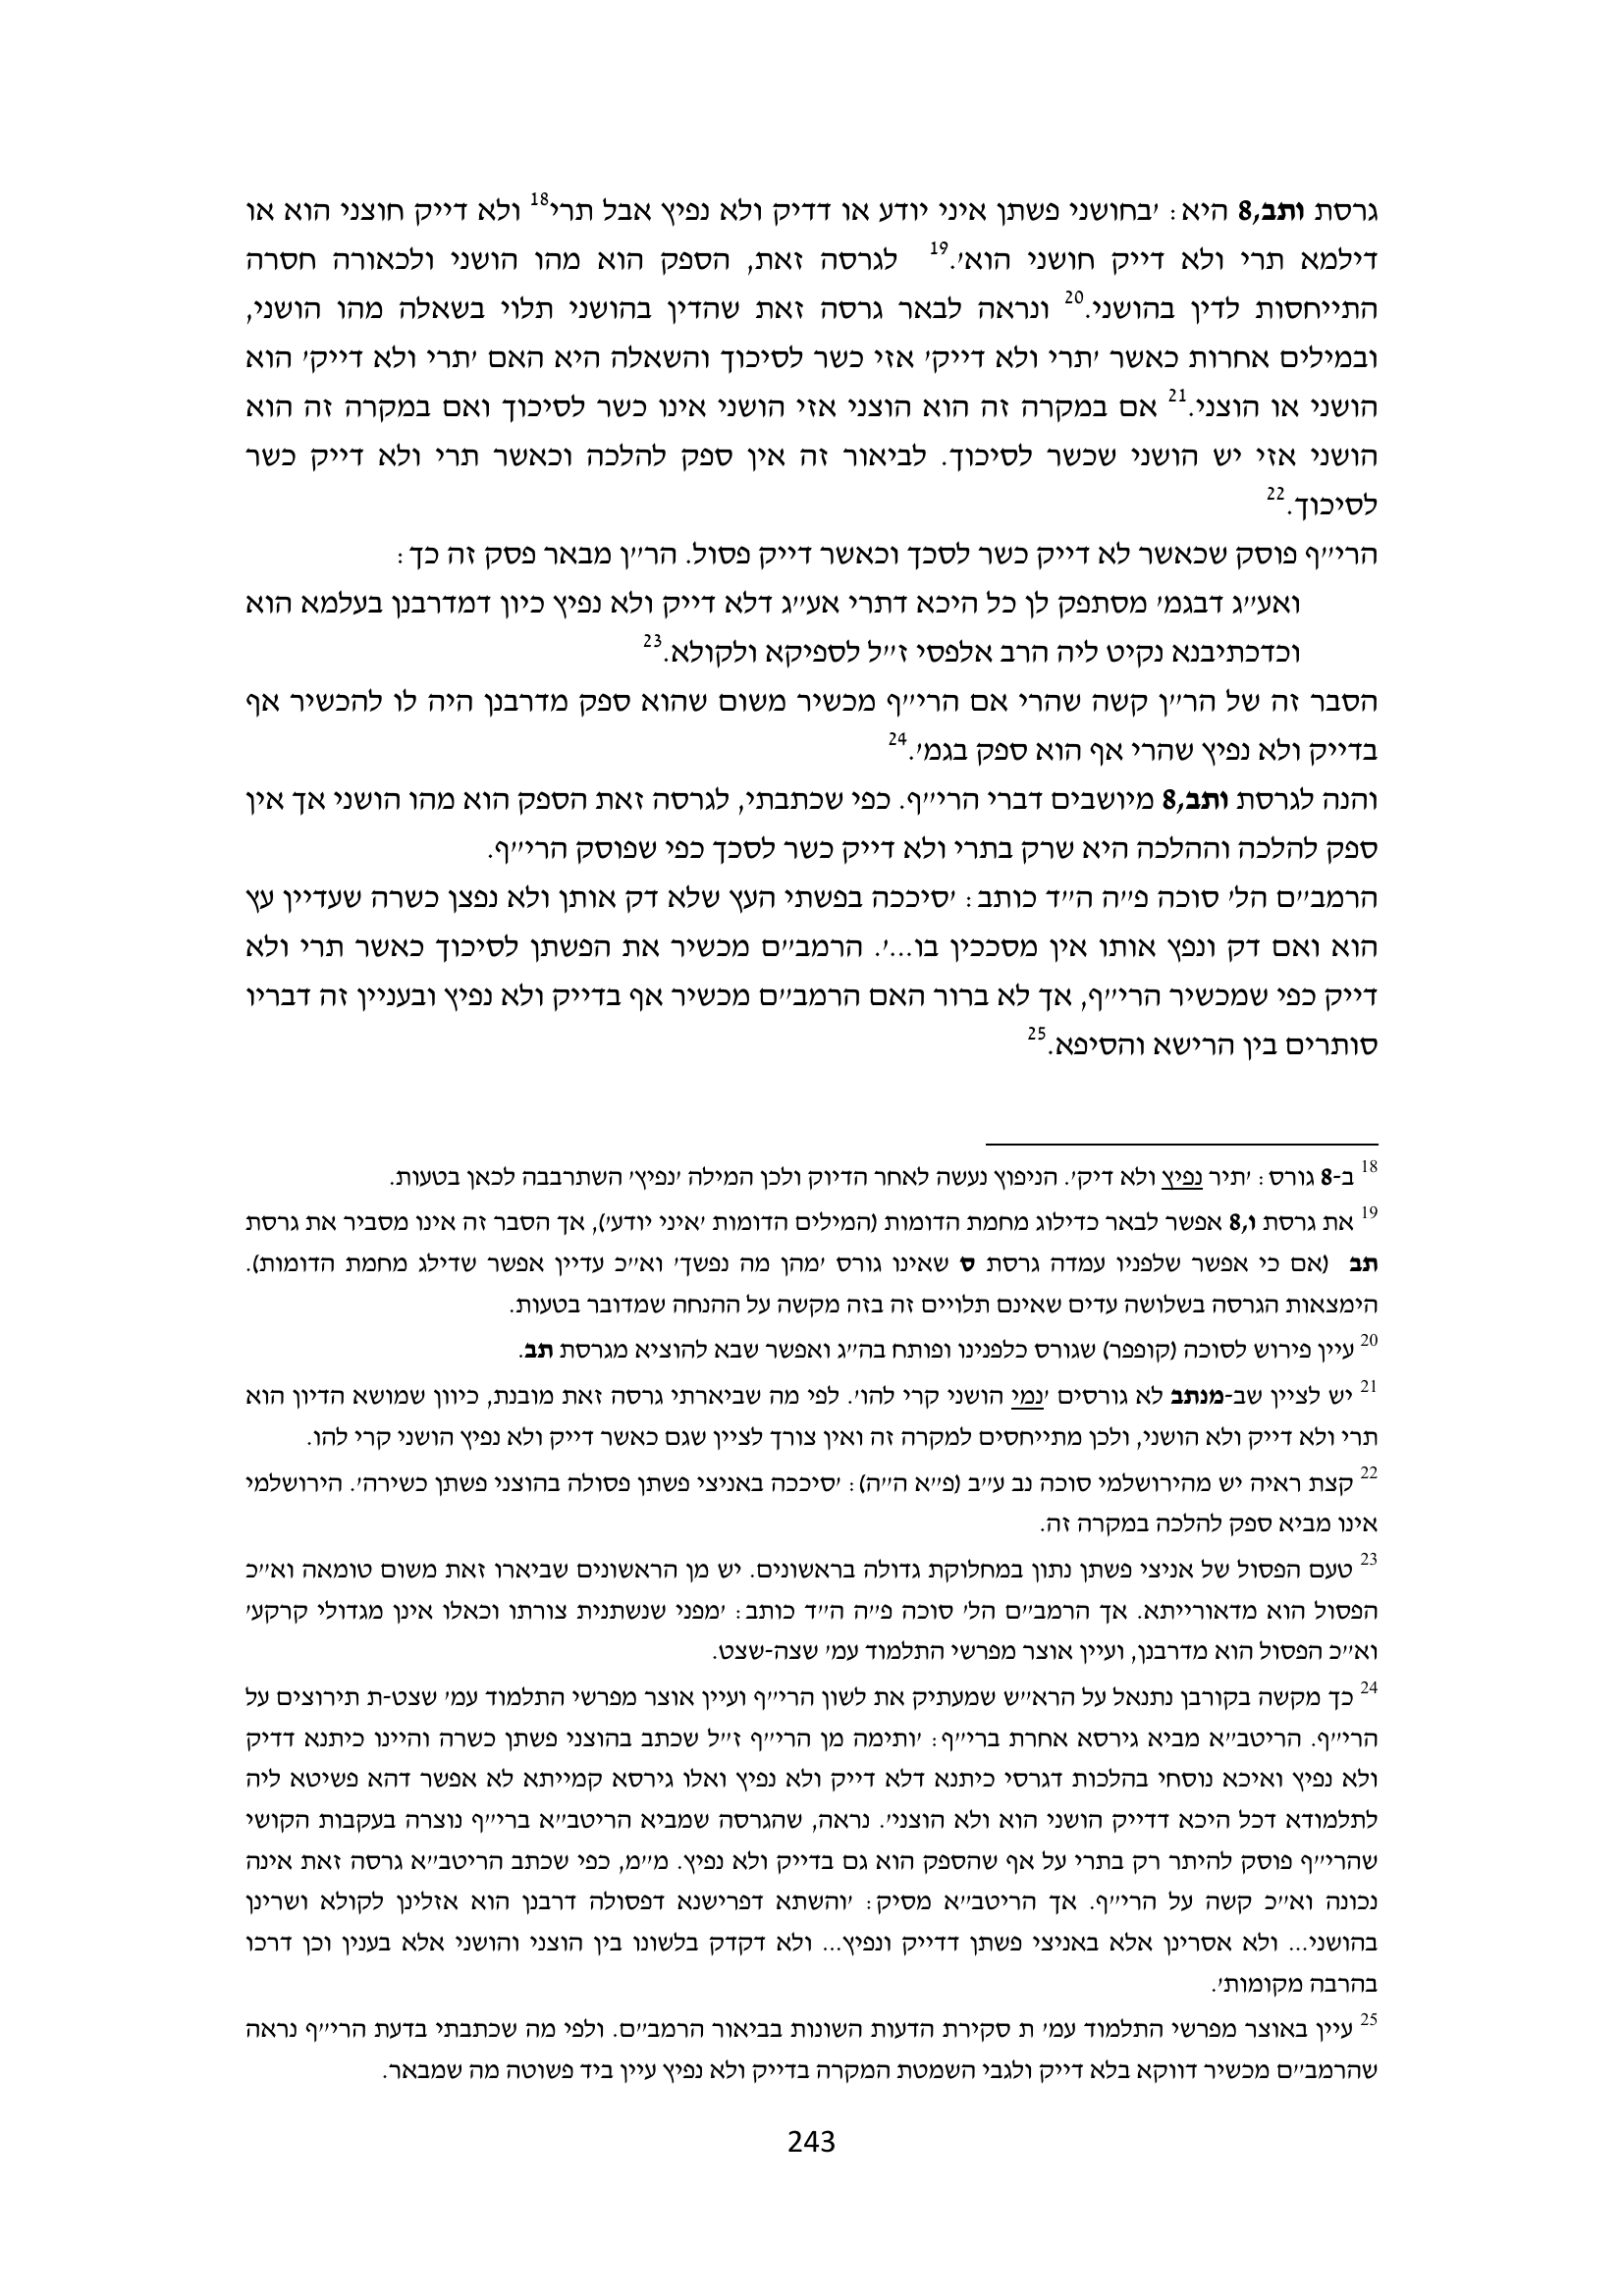 גרסת ותב,8 היא: 'בחושני פשתן איני יודע או דדיק ולא נפיץ אבל תרי18 ולא דייק חוצני הוא או
דילמא תרי ולא דייק חושני הוא'.19 לגרסה זאת, הספק הוא מהו הושני ולכאורה חסרה
התייחסות לדין בהושני.20 ונראה לבאר גרסה זאת שהדין בהושני תלוי בשאלה מהו הושני,
ובמילים אחרות כאשר 'תרי ולא דייק' אזי כשר לסיכוך והשאלה היא האם 'תרי ולא דייק' הוא
הושני או הוצני.21 אם במקרה זה הוא הוצני אזי הושני אינו כשר לסיכוך ואם במקרה זה הוא
הושני אזי יש הושני שכשר לסיכוך. לביאור זה אין ספק להלכה וכאשר תרי ולא דייק כשר
לסיכוך.22
הרי"ף פוסק שכאשר לא דייק כשר לסכך וכאשר דייק פסול. הר"ן מבאר פסק זה כך:
ואע"ג דבגמ' מסתפק לן כל היכא דתרי אע"ג דלא דייק ולא נפיץ כיון דמדרבנן בעלמא הוא
וכדכתיבנא נקיט ליה הרב אלפסי ז"ל לספיקא ולקולא.23
הסבר זה של הר"ן קשה שהרי אם הרי"ף מכשיר משום שהוא ספק מדרבנן היה לו להכשיר אף
בדייק ולא נפיץ שהרי אף הוא ספק בגמ'.24
והנה לגרסת ותב,8 מיושבים דברי הרי"ף. כפי שכתבתי, לגרסה זאת הספק הוא מהו הושני אך אין
ספק להלכה וההלכה היא שרק בתרי ולא דייק כשר לסכך כפי שפוסק הרי"ף.
הרמב"ם הל' סוכה פ"ה ה"ד כותב: 'סיככה בפשתי העץ שלא דק אותן ולא נפצן כשרה שעדיין עץ
הוא ואם דק ונפץ אותו אין מסככין בו...'. הרמב"ם מכשיר את הפשתן לסיכוך כאשר תרי ולא
דייק כפי שמכשיר הרי"ף, אך לא ברור האם הרמב"ם מכשיר אף בדייק ולא נפיץ ובעניין זה דבריו
סותרים בין הרישא והסיפא.25
18 ב-8 גורס: 'תיר נפיץ ולא דיק'. הניפוץ נעשה לאחר הדיוק ולכן המילה 'נפיץ' השתרבבה לכאן בטעות.
19 את גרסת ו,8 אפשר לבאר כדילוג מחמת הדומות (המילים הדומות 'איני יודע'), אך הסבר זה אינו מסביר את גרסת
תב (אם כי אפשר שלפניו עמדה גרסת ס שאינו גורס 'מהן מה נפשך' וא"כ עדיין אפשר שדילג מחמת הדומות).
הימצאות הגרסה בשלושה עדים שאינם תלויים זה בזה מקשה על ההנחה שמדובר בטעות.
20 עיין פירוש לסוכה (קופפר) שגורס כלפנינו ופותח בה"ג ואפשר שבא להוציא מגרסת תב.
21 יש לציין שב-מנתב לא גורסים 'נמי הושני קרי להו'. לפי מה שביארתי גרסה זאת מובנת, כיוון שמושא הדיון הוא
תרי ולא דייק ולא הושני, ולכן מתייחסים למקרה זה ואין צורך לציין שגם כאשר דייק ולא נפיץ הושני קרי להו.
22 קצת ראיה יש מהירושלמי סוכה נב ע"ב (פ"א ה"ה): 'סיככה באניצי פשתן פסולה בהוצני פשתן כשירה'. הירושלמי
אינו מביא ספק להלכה במקרה זה.
23 טעם הפסול של אניצי פשתן נתון במחלוקת גדולה בראשונים. יש מן הראשונים שביארו זאת משום טומאה וא"כ
הפסול הוא מדאורייתא. אך הרמב"ם הל' סוכה פ"ה ה"ד כותב: 'מפני שנשתנית צורתו וכאלו אינן מגדולי קרקע'
וא"כ הפסול הוא מדרבנן, ועיין אוצר מפרשי התלמוד עמ' שצה-שצט.
24 כך מקשה בקורבן נתנאל על הרא"ש שמעתיק את לשון הרי"ף ועיין אוצר מפרשי התלמוד עמ' שצט-ת תירוצים על
הרי"ף. הריטב"א מביא גירסא אחרת ברי"ף: 'ותימה מן הרי"ף ז"ל שכתב בהוצני פשתן כשרה והיינו כיתנא דדיק
ולא נפיץ ואיכא נוסחי בהלכות דגרסי כיתנא דלא דייק ולא נפיץ ואלו גירסא קמייתא לא אפשר דהא פשיטא ליה
לתלמודא דכל היכא דדייק הושני הוא ולא הוצני'. נראה, שהגרסה שמביא הריטב"א ברי"ף נוצרה בעקבות הקושי
שהרי"ף פוסק להיתר רק בתרי על אף שהספק הוא גם בדייק ולא נפיץ. מ"מ, כפי שכתב הריטב"א גרסה זאת אינה
נכונה וא"כ קשה על הרי"ף. אך הריטב"א מסיק: 'והשתא דפרישנא דפסולה דרבנן הוא אזלינן לקולא ושרינן
בהושני... ולא אסרינן אלא באניצי פשתן דדייק ונפיץ... ולא דקדק בלשונו בין הוצני והושני אלא בענין וכן דרכו
בהרבה מקומות'.
25 עיין באוצר מפרשי התלמוד עמ' ת סקירת הדעות השונות בביאור הרמב"ם. ולפי מה שכתבתי בדעת הרי"ף נראה
שהרמב"ם מכשיר דווקא בלא דייק ולגבי השמטת המקרה בדייק ולא נפיץ עיין ביד פשוטה מה שמבאר.
243